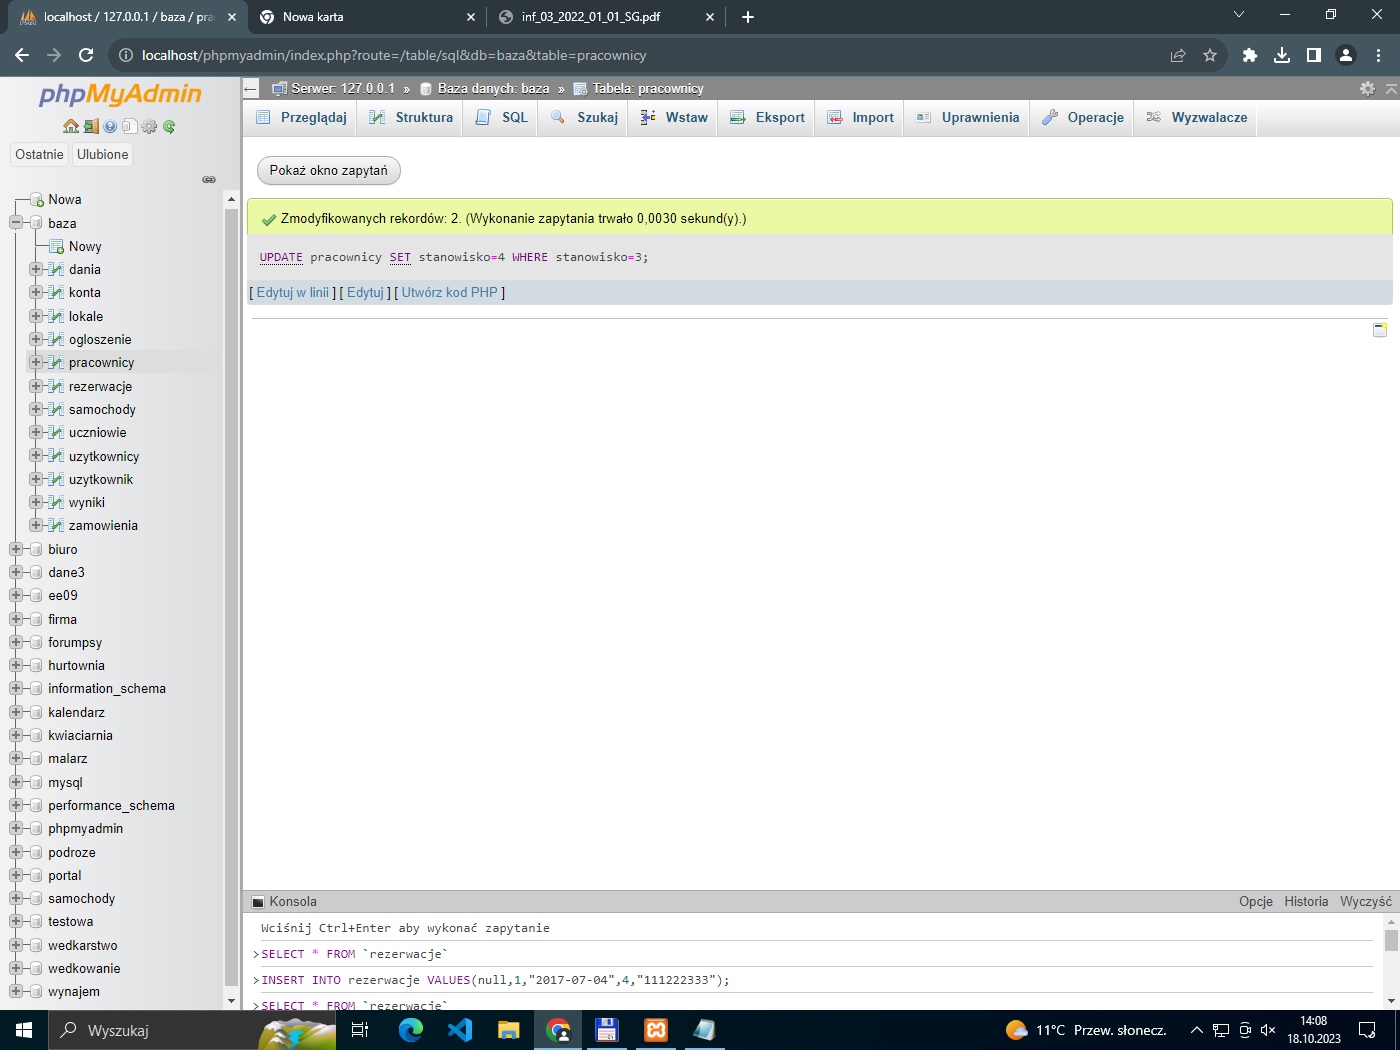 localhost / 127.0.0.1 / baza / pra
Nowa karta
inf_03_2022_01_01_SG.pdf
localhost/phpmyadmin/index.php?route=/table/sql&db=baza&table=pracownicy
phpMyAdmin
Ostatnie
Ulubione
Nowa
baza
Nowy
dania
konta
lokale
ogloszenie
pracownicy
rezerwacje
samochody
uczniowie
uzytkownicy
uzytkownik
wyniki
zamowienia
biuro
dane3
ee09
firma
forumpsy
hurtownia
information_schema
kalendarz
kwiaciarnia
malarz
mysql
performance_schema
phpmyadmin
podroze
portal
samochody
testowa
wedkarstwo
wedkowanie
wynajem
Serwer: 127.0.0.1 » Baza danych: baza » Tabela: pracownicy
Przeglądaj Struktura SQL Szukaj Wstaw Eksport Import Uprawnienia Operacje Wyzwalacze
Pokaż okno zapytań
Zmodyfikowanych rekordów: 2. (Wykonanie zapytania trwało 0,0030 sekund(y).)
UPDATE pracownicy SET stanowisko=4 WHERE stanowisko=3;
[ Edytuj w linii ] [ Edytuj ] [ Utwórz kod PHP ]
Konsola
Opcje Historia Wyczyść
Wciśnij Ctrl+Enter aby wykonać zapytanie
>SELECT * FROM `rezerwacje`
>INSERT INTO rezerwacje VALUES(null,1,"2017-07-04",4,"111222333");
>SELECT * FROM `rezerwacje`
Wyszukaj
11°C Przew. słonecz.
14:08
18.10.2023